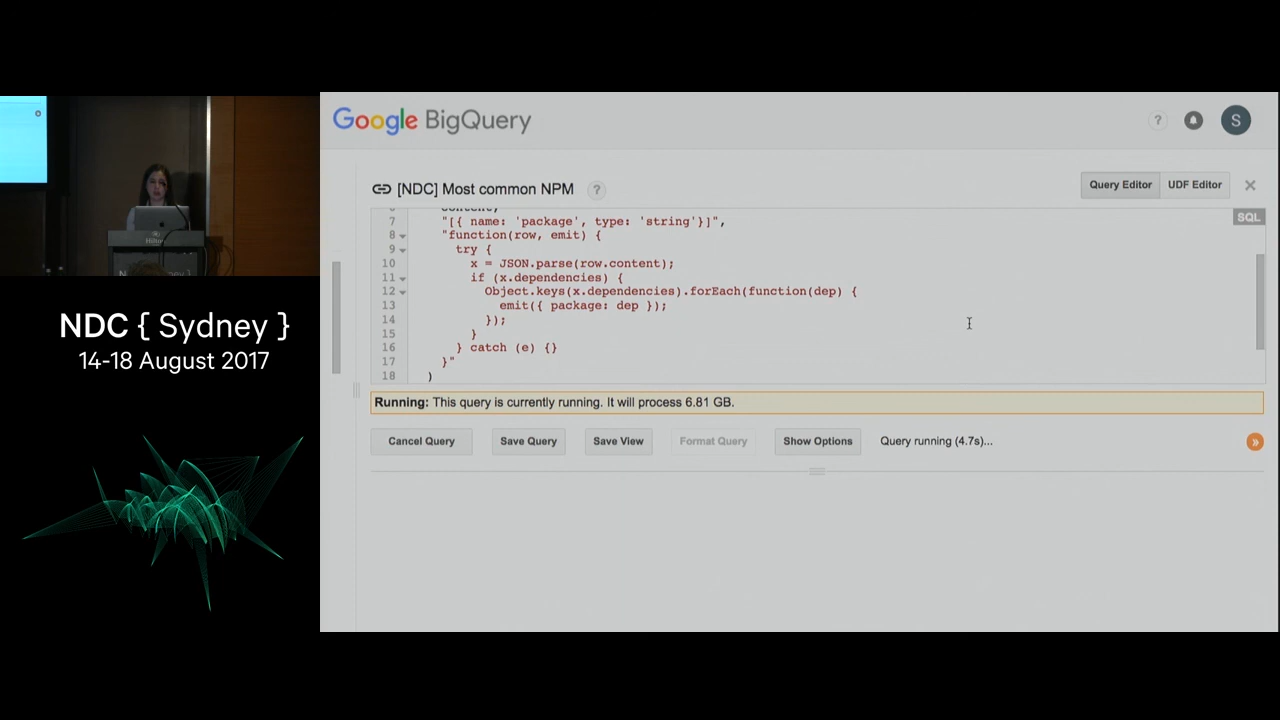 NDC { Sydney }
14-18 August 2017
Hilton
Google BigQuery
?
S
[NDC] Most common NPM
?
Query Editor
UDF Editor
SQL
7 "[{ name: 'package', type: 'string'}]",
8 "function(row, emit) {
9 try {
10 x = JSON.parse(row.content);
11 if (x.dependencies) {
12 Object.keys(x.dependencies).forEach(function(dep) {
13 emit({ package: dep });
14 });
15 }
16 } catch (e) {}
17 }"
18 )
Running: This query is currently running. It will process 6.81 GB.
Cancel Query
Save Query
Save View
Format Query
Show Options
Query running (4.7s)...